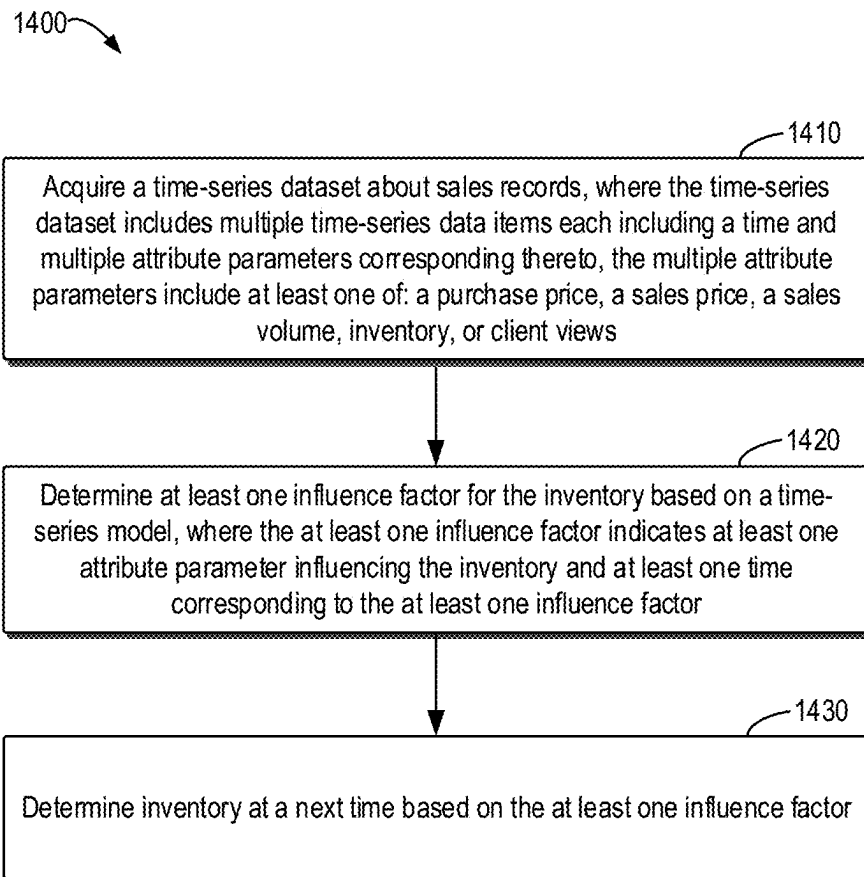 1400
1410
Acquire a time-series dataset about sales records, where the time-series
dataset includes multiple time-series data items each including a time and
multiple attribute parameters corresponding thereto, the multiple attribute
parameters include at least one of: a purchase price, a sales price, a sales
volume, inventory, or client views
1420
Determine at least one influence factor for the inventory based on a time-
series model, where the at least one influence factor indicates at least one
attribute parameter influencing the inventory and at least one time
corresponding to the at least one influence factor
1430
Determine inventory at a next time based on the at least one influence factor